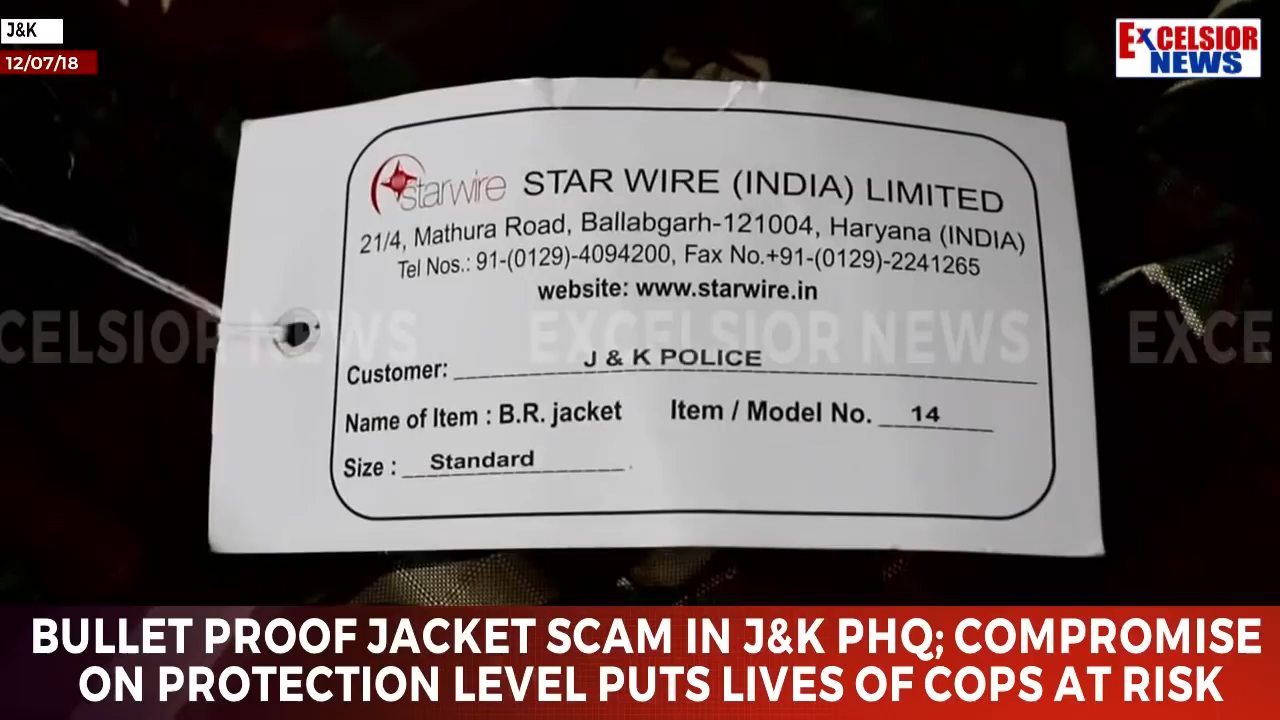 J&K
12/07/18
EXCELSIOR
NEWS
starwire STAR WIRE (INDIA) LIMITED
21/4, Mathura Road, Ballabgarh-121004, Haryana (INDIA)
Tel Nos.: 91-(0129)-4094200, Fax No.+91-(0129)-2241265
website: www.starwire.in
CELSIOR NEWS EXCELSIOR NEWS EXCE
Customer: J & K POLICE
Name of Item : B.R. jacket Item / Model No. 14
Size : Standard
BULLET PROOF JACKET SCAM IN J&K PHQ; COMPROMISE
ON PROTECTION LEVEL PUTS LIVES OF COPS AT RISK